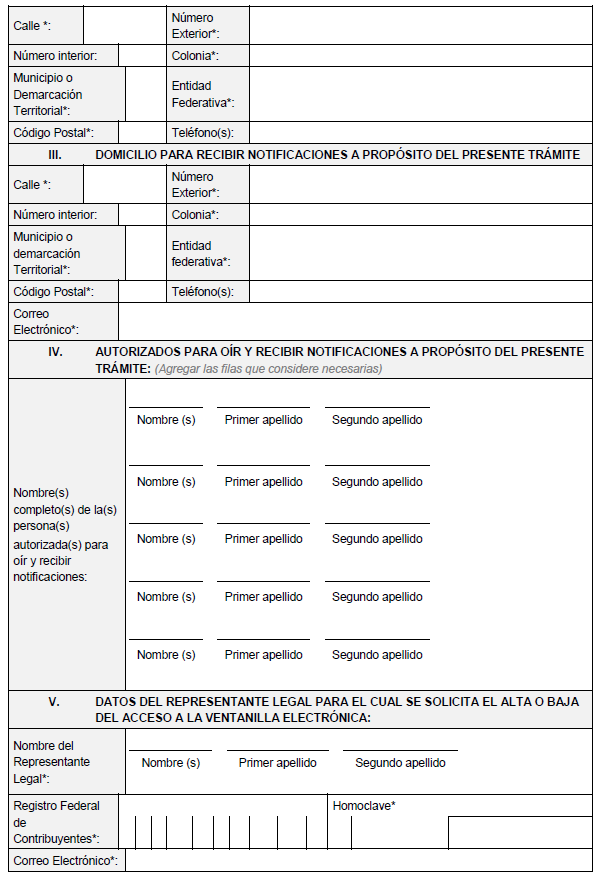 Calle *:
Número
Exterior*:
Número interior:
Colonia*:
Municipio o
Demarcación
Territorial*:
Entidad
Federativa*:
Código Postal*:
Teléfono(s):
III. DOMICILIO PARA RECIBIR NOTIFICACIONES A PROPÓSITO DEL PRESENTE TRÁMITE
Calle *:
Número
Exterior*:
Número interior:
Colonia*:
Municipio o
demarcación
Territorial*:
Entidad
federativa*:
Código Postal*:
Teléfono(s):
Correo
Electrónico*:
IV. AUTORIZADOS PARA OÍR Y RECIBIR NOTIFICACIONES A PROPÓSITO DEL PRESENTE
TRÁMITE: (Agregar las filas que considere necesarias)
Nombre(s)
completo(s) de la(s)
persona(s)
autorizada(s) para
oír y recibir
notificaciones:
Nombre (s) Primer apellido Segundo apellido
Nombre (s) Primer apellido Segundo apellido
Nombre (s) Primer apellido Segundo apellido
Nombre (s) Primer apellido Segundo apellido
Nombre (s) Primer apellido Segundo apellido
V. DATOS DEL REPRESENTANTE LEGAL PARA EL CUAL SE SOLICITA EL ALTA O BAJA
DEL ACCESO A LA VENTANILLA ELECTRÓNICA:
Nombre del
Representante
Legal*:
Nombre (s) Primer apellido Segundo apellido
Registro Federal
de
Contribuyentes*:
Homoclave*
Correo Electrónico*: